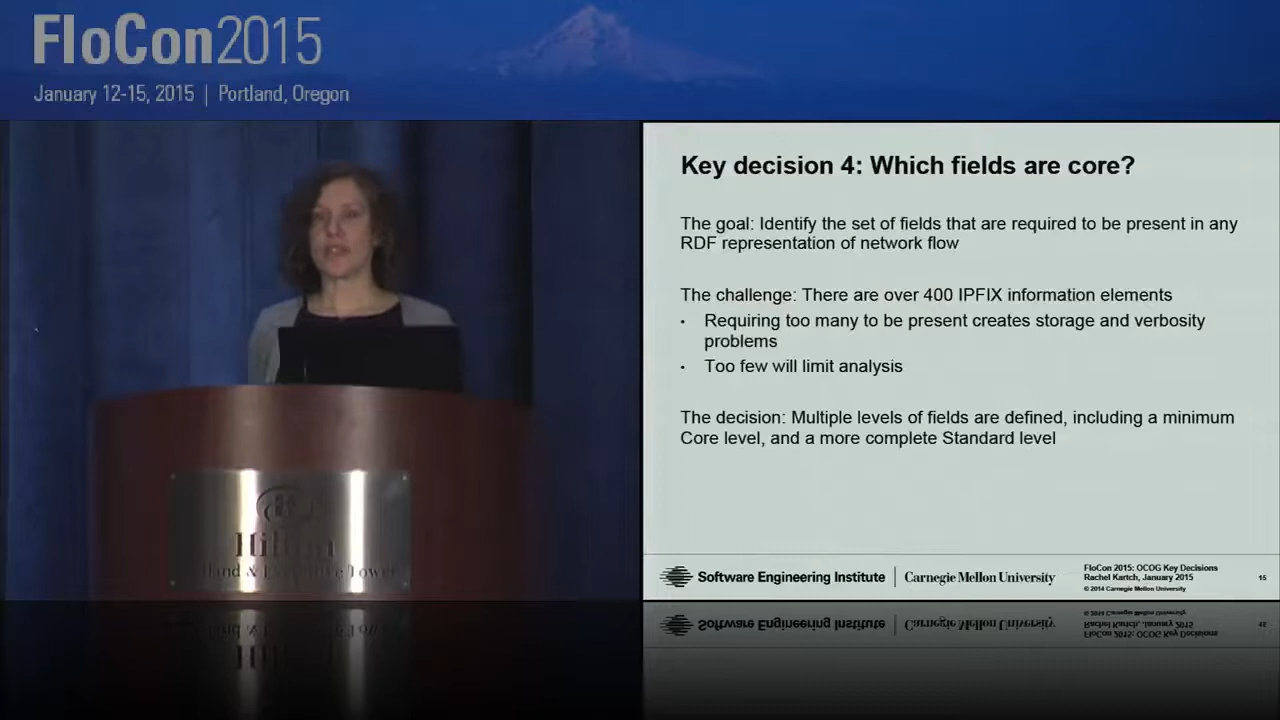 FloCon2015
January 12-15, 2015 | Portland, Oregon
Key decision 4: Which fields are core?
The goal: Identify the set of fields that are required to be present in any
RDF representation of network flow
The challenge: There are over 400 IPFIX information elements
• Requiring too many to be present creates storage and verbosity
problems
• Too few will limit analysis
The decision: Multiple levels of fields are defined, including a minimum
Core level, and a more complete Standard level
Software Engineering Institute | Carnegie Mellon University
FloCon 2015: OCOG Key Decisions
Rachel Kartch, January 2015
© 2014 Carnegie Mellon University
15
Hilton